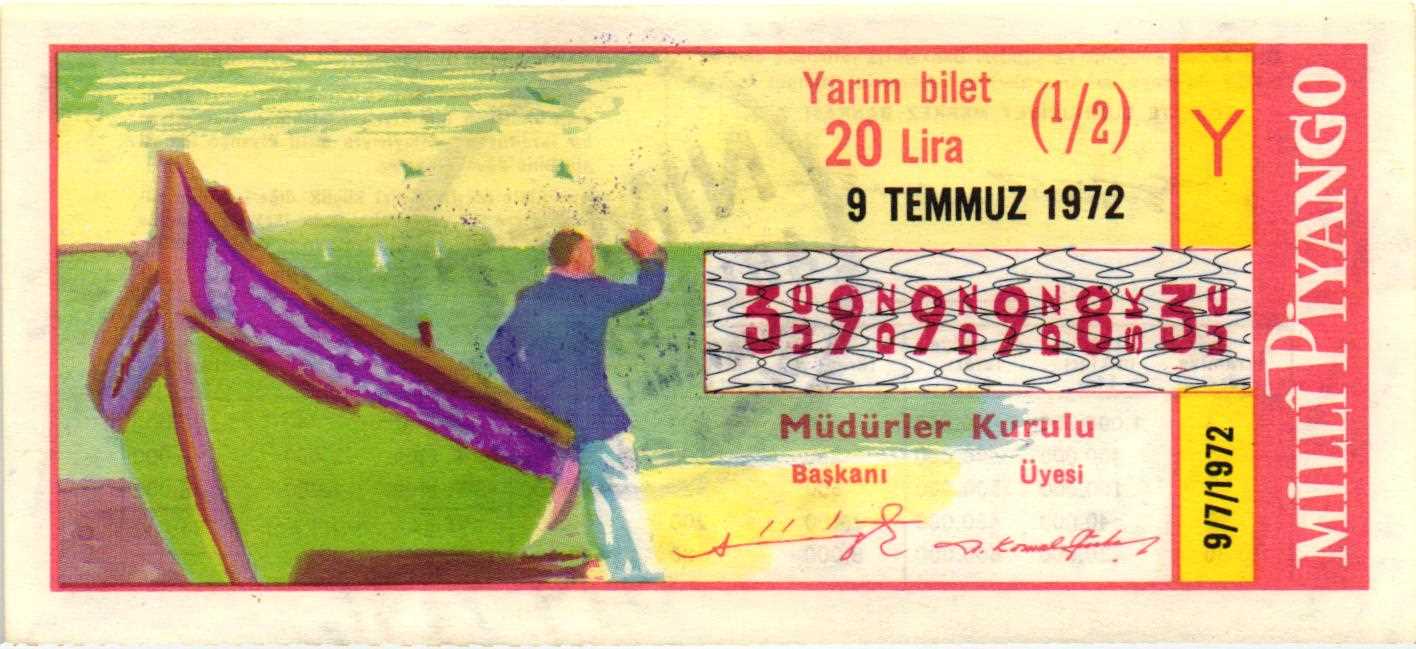 Yarım bilet
20 Lira
(1/2)
9 TEMMUZ 1972
Y
399983
Müdürler Kurulu
Başkanı
Üyesi
9/7/1972
MİLLÎ PİYANGO